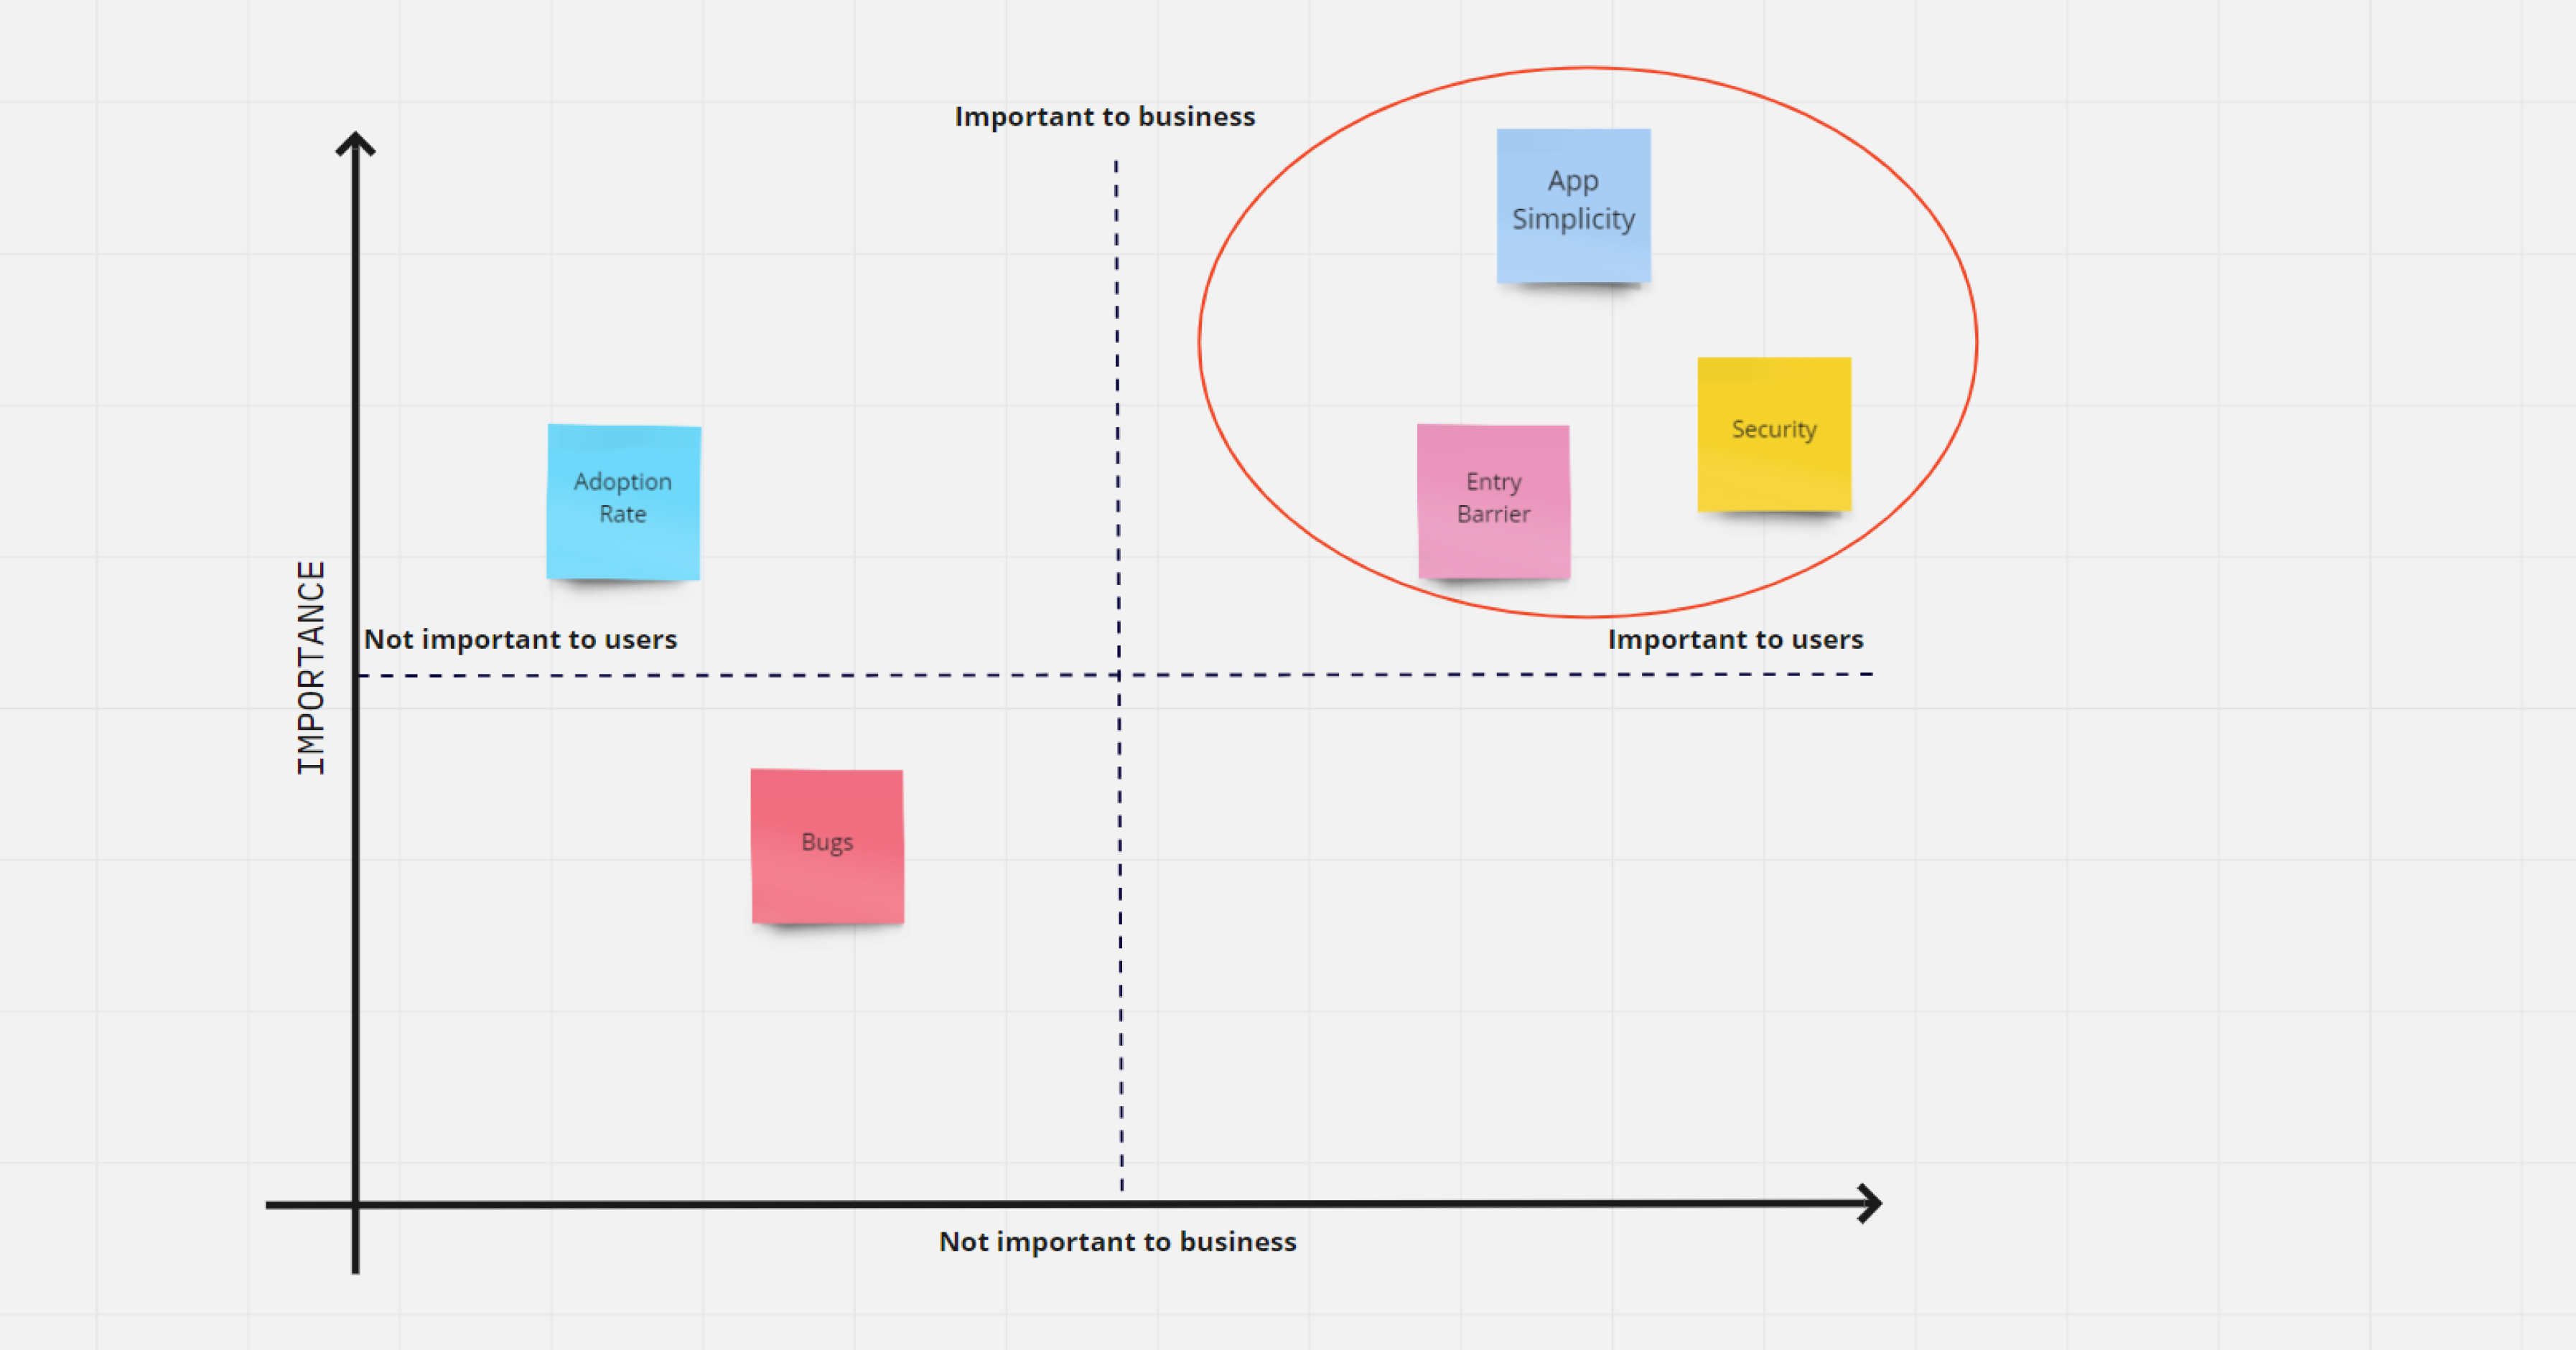 Important to business
App
Simplicity
Security
Adoption
Rate
Entry
Barrier
IMPORTANCE
Not important to users
Important to users
Bugs
Not important to business